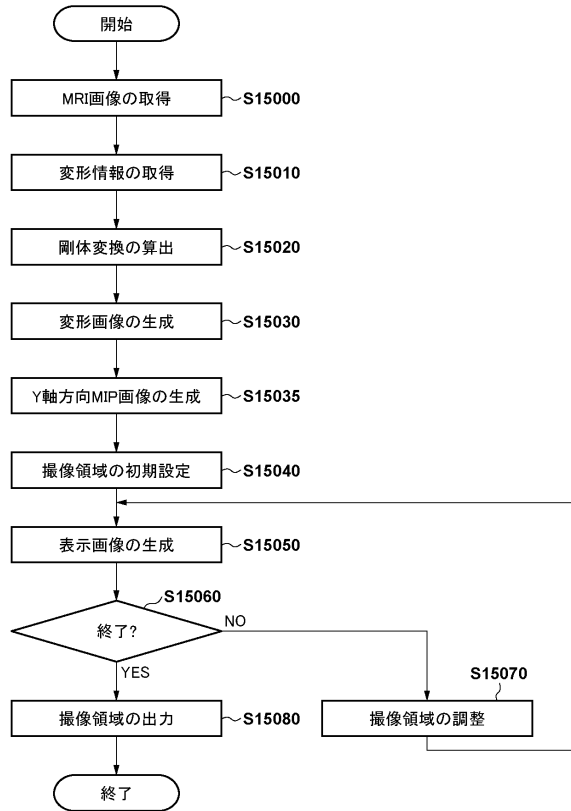 開始
MRI画像の取得
S15000
変形情報の取得
S15010
剛体変換の算出
S15020
変形画像の生成
S15030
Y軸方向MIP画像の生成
S15035
撮像領域の初期設定
S15040
表示画像の生成
S15050
S15060
終了?
NO
YES
S15070
撮像領域の出力
S15080
撮像領域の調整
終了